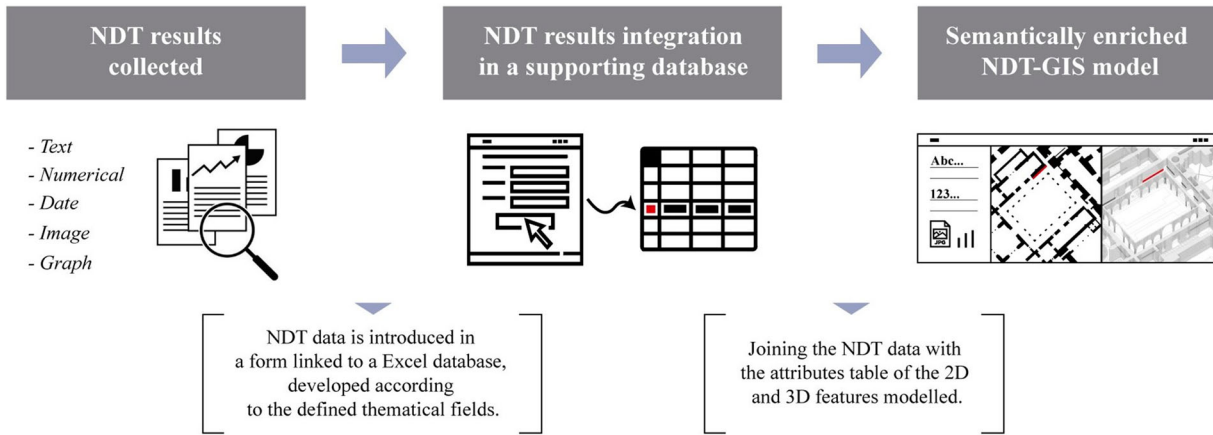 NDT results
collected
NDT results integration
in a supporting database
Semantically enriched
NDT-GIS model
- Text
- Numerical
- Date
- Image
- Graph
Abc...
123...
JPG
NDT data is introduced in
a form linked to a Excel database,
developed according
to the defined thematical fields.
Joining the NDT data with
the attributes table of the 2D
and 3D features modelled.